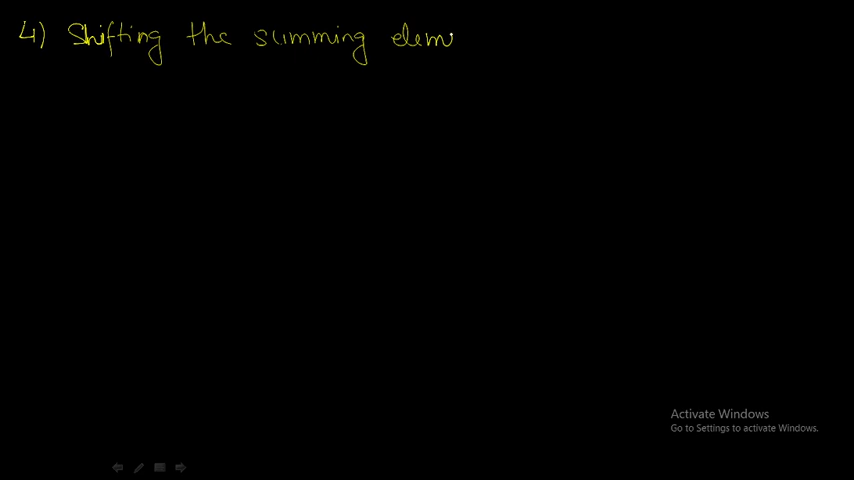 4) Shifting the summing elem
Activate Windows
Go to Settings to activate Windows.